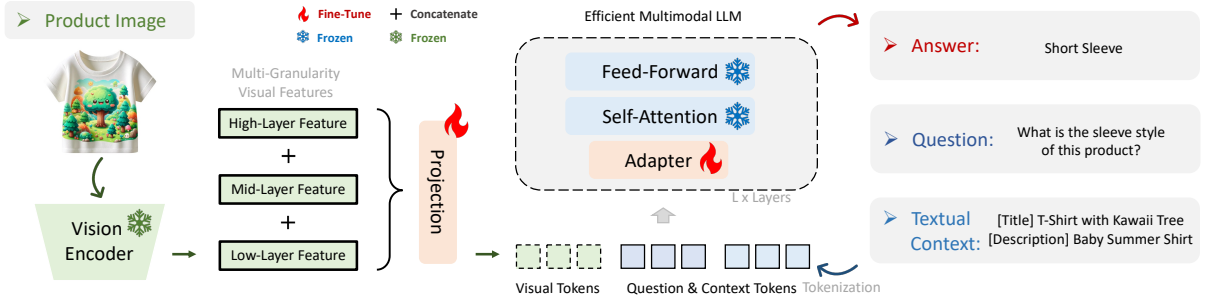 ➢ Product Image
Fine-Tune
+ Concatenate
Frozen
Frozen
Multi-Granularity
Visual Features
High-Layer Feature
+
Mid-Layer Feature
+
Low-Layer Feature
Vision
Encoder
Projection
Efficient Multimodal LLM
Feed-Forward
Self-Attention
Adapter
L x Layers
Visual Tokens
Question & Context Tokens
Tokenization
➢ Answer:
Short Sleeve
➢ Question:
What is the sleeve style
of this product?
➢ Textual
Context:
[Title] T-Shirt with Kawaii Tree
[Description] Baby Summer Shirt